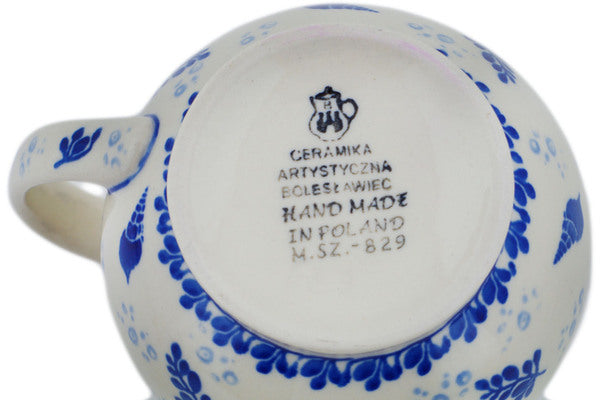 CERAMIKA
ARTYSTYCZNA
BOLESŁAWIEC
HAND MADE
IN POLAND
M.SZ.-829